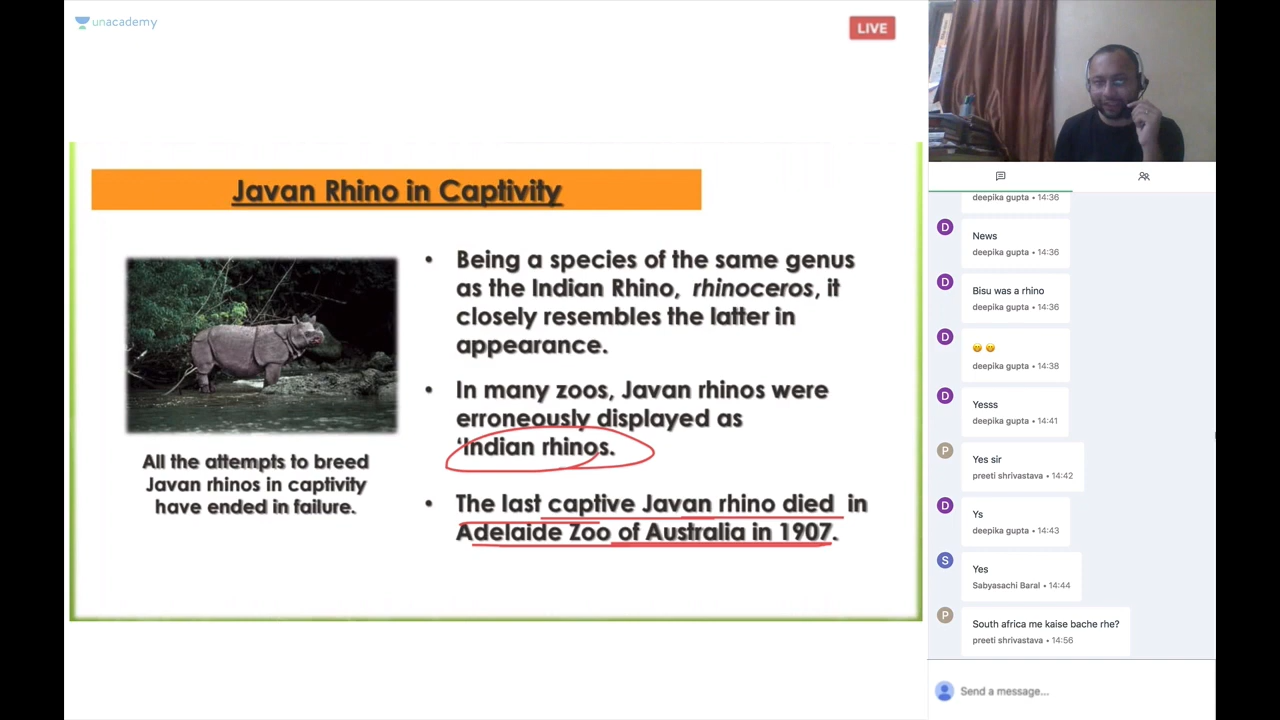 unacademy
LIVE
Javan Rhino in Captivity
• Being a species of the same genus
as the Indian Rhino, rhinoceros, it
closely resembles the latter in
appearance.
• In many zoos, Javan rhinos were
erroneously displayed as
‘Indian rhinos.
• The last captive Javan rhino died in
Adelaide Zoo of Australia in 1907.
All the attempts to breed
Javan rhinos in captivity
have ended in failure.
deepika gupta • 14:36
D
News
deepika gupta • 14:36
D
Bisu was a rhino
deepika gupta • 14:36
D
deepika gupta • 14:38
D
Yesss
deepika gupta • 14:41
P
Yes sir
preeti shrivastava • 14:42
D
Ys
deepika gupta • 14:43
S
Yes
Sabyasachi Baral • 14:44
P
South africa me kaise bache rhe?
preeti shrivastava • 14:56
Send a message...